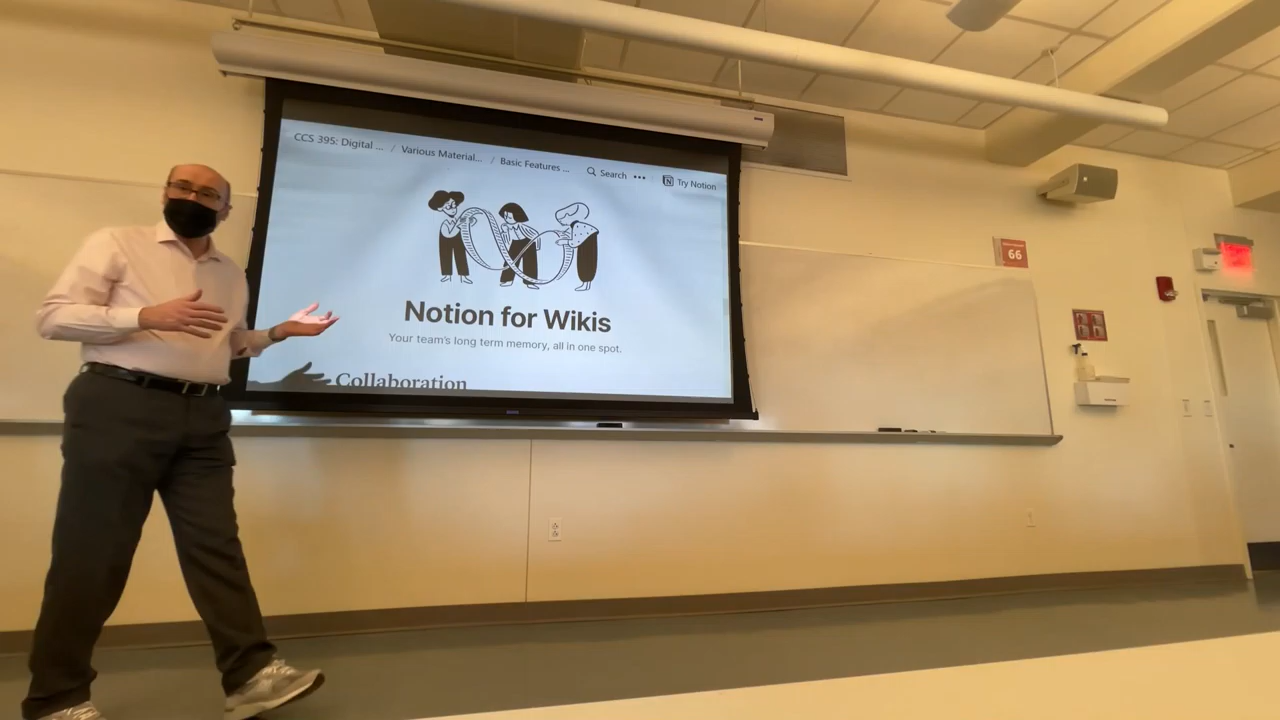 CCS 395: Digital ... / Various Material... / Basic Features ... Search ••• Try Notion
Notion for Wikis
Your team's long term memory, all in one spot.
Collaboration
66